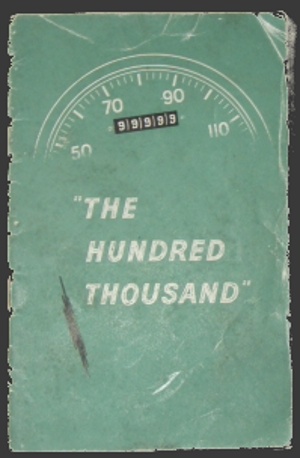 70 90
99999
50 110
"THE
HUNDRED
THOUSAND"